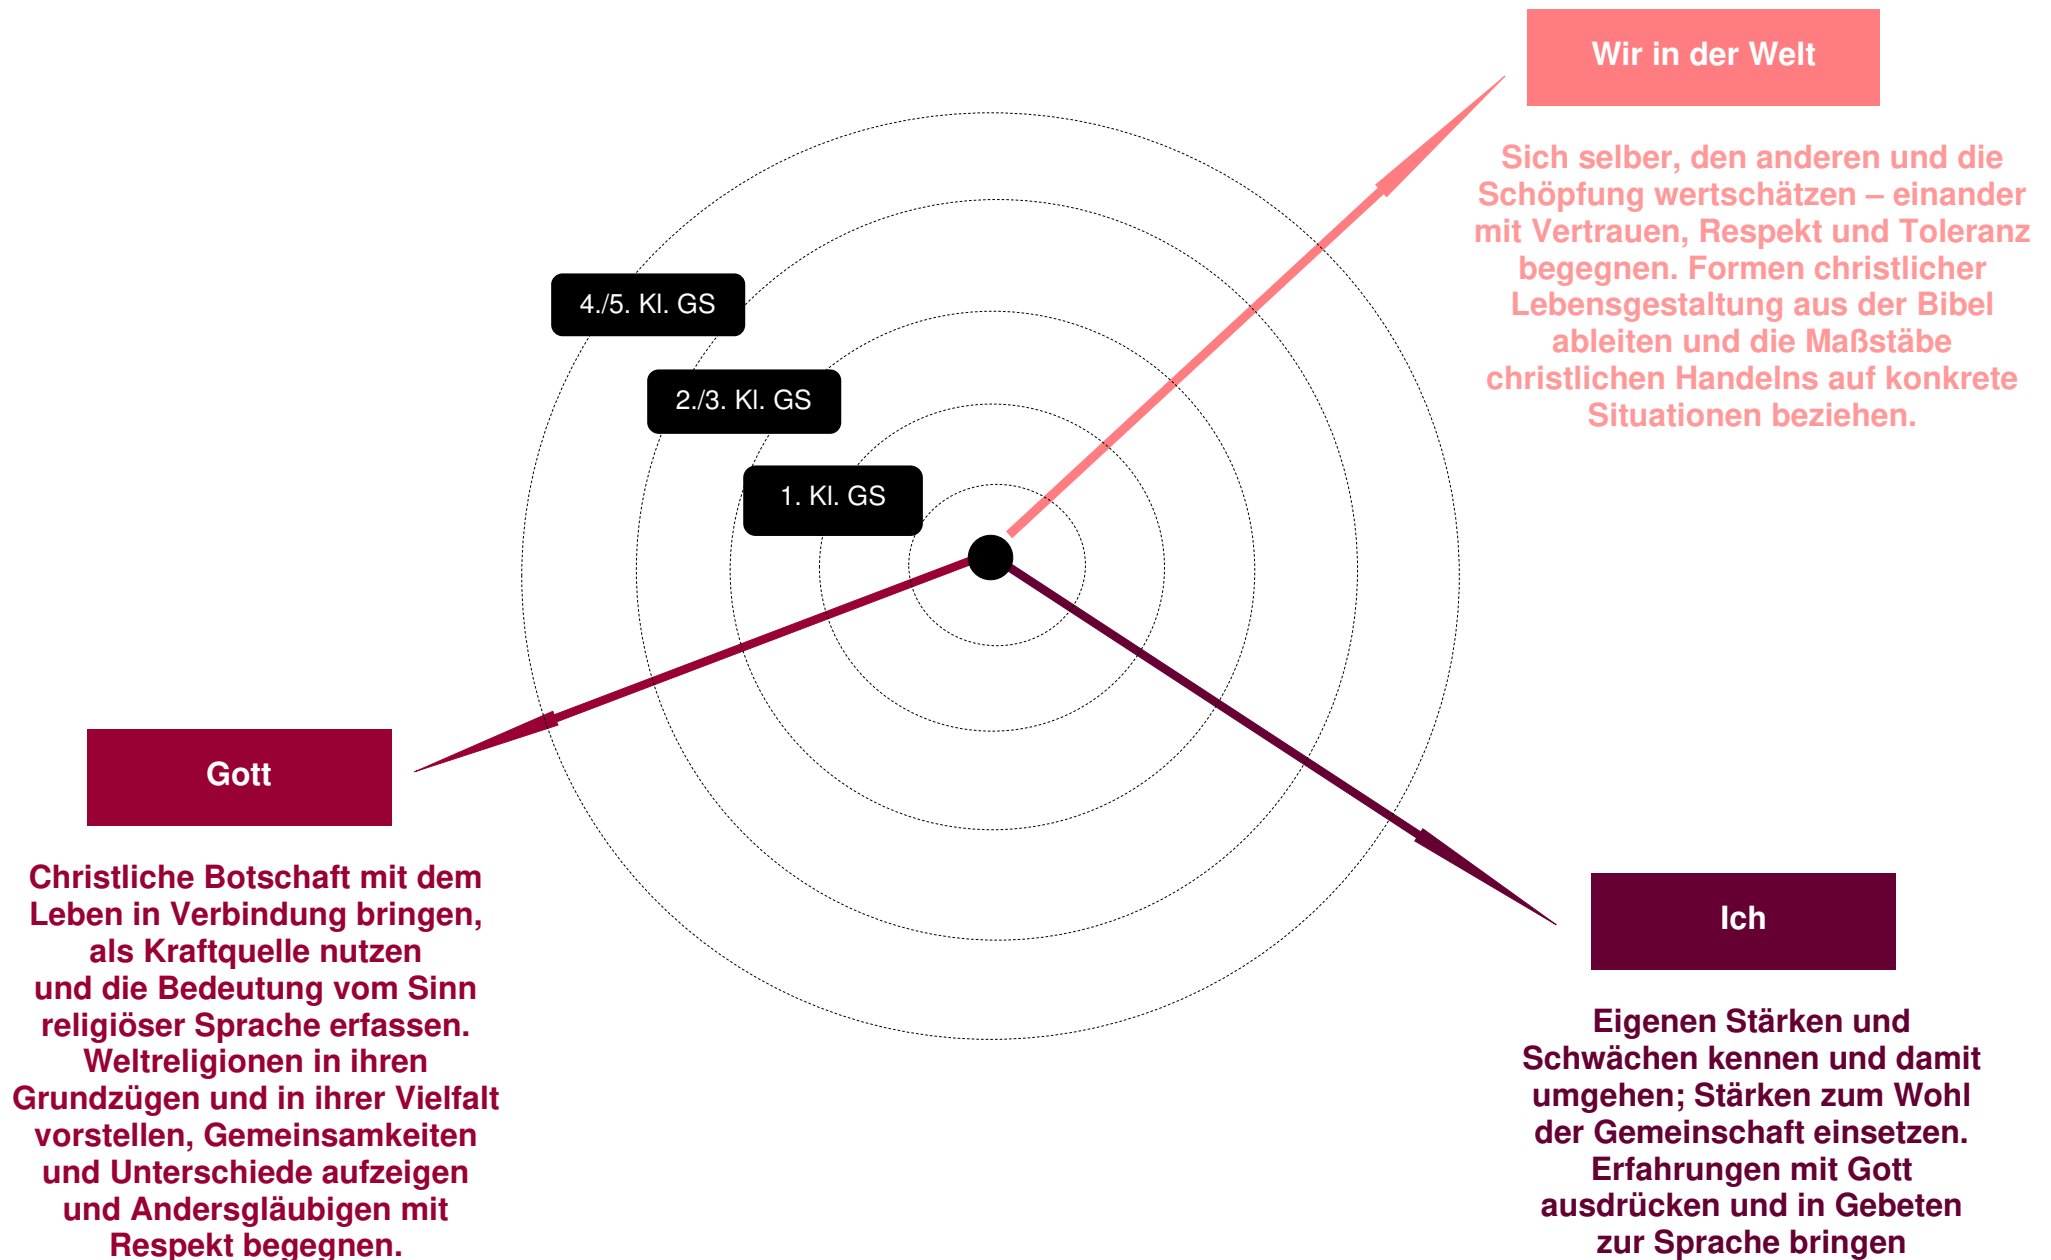 Wir in der Welt
Sich selber, den anderen und die
Schöpfung wertschätzen – einander
mit Vertrauen, Respekt und Toleranz
begegnen. Formen christlicher
Lebensgestaltung aus der Bibel
ableiten und die Maßstäbe
christlichen Handelns auf konkrete
Situationen beziehen.
4./5. Kl. GS
2./3. Kl. GS
1. Kl. GS
Gott
Christliche Botschaft mit dem
Leben in Verbindung bringen,
als Kraftquelle nutzen
und die Bedeutung vom Sinn
religiöser Sprache erfassen.
Weltreligionen in ihren
Grundzügen und in ihrer Vielfalt
vorstellen, Gemeinsamkeiten
und Unterschiede aufzeigen
und Andersgläubigen mit
Respekt begegnen.
Ich
Eigenen Stärken und
Schwächen kennen und damit
umgehen; Stärken zum Wohl
der Gemeinschaft einsetzen.
Erfahrungen mit Gott
ausdrücken und in Gebeten
zur Sprache bringen